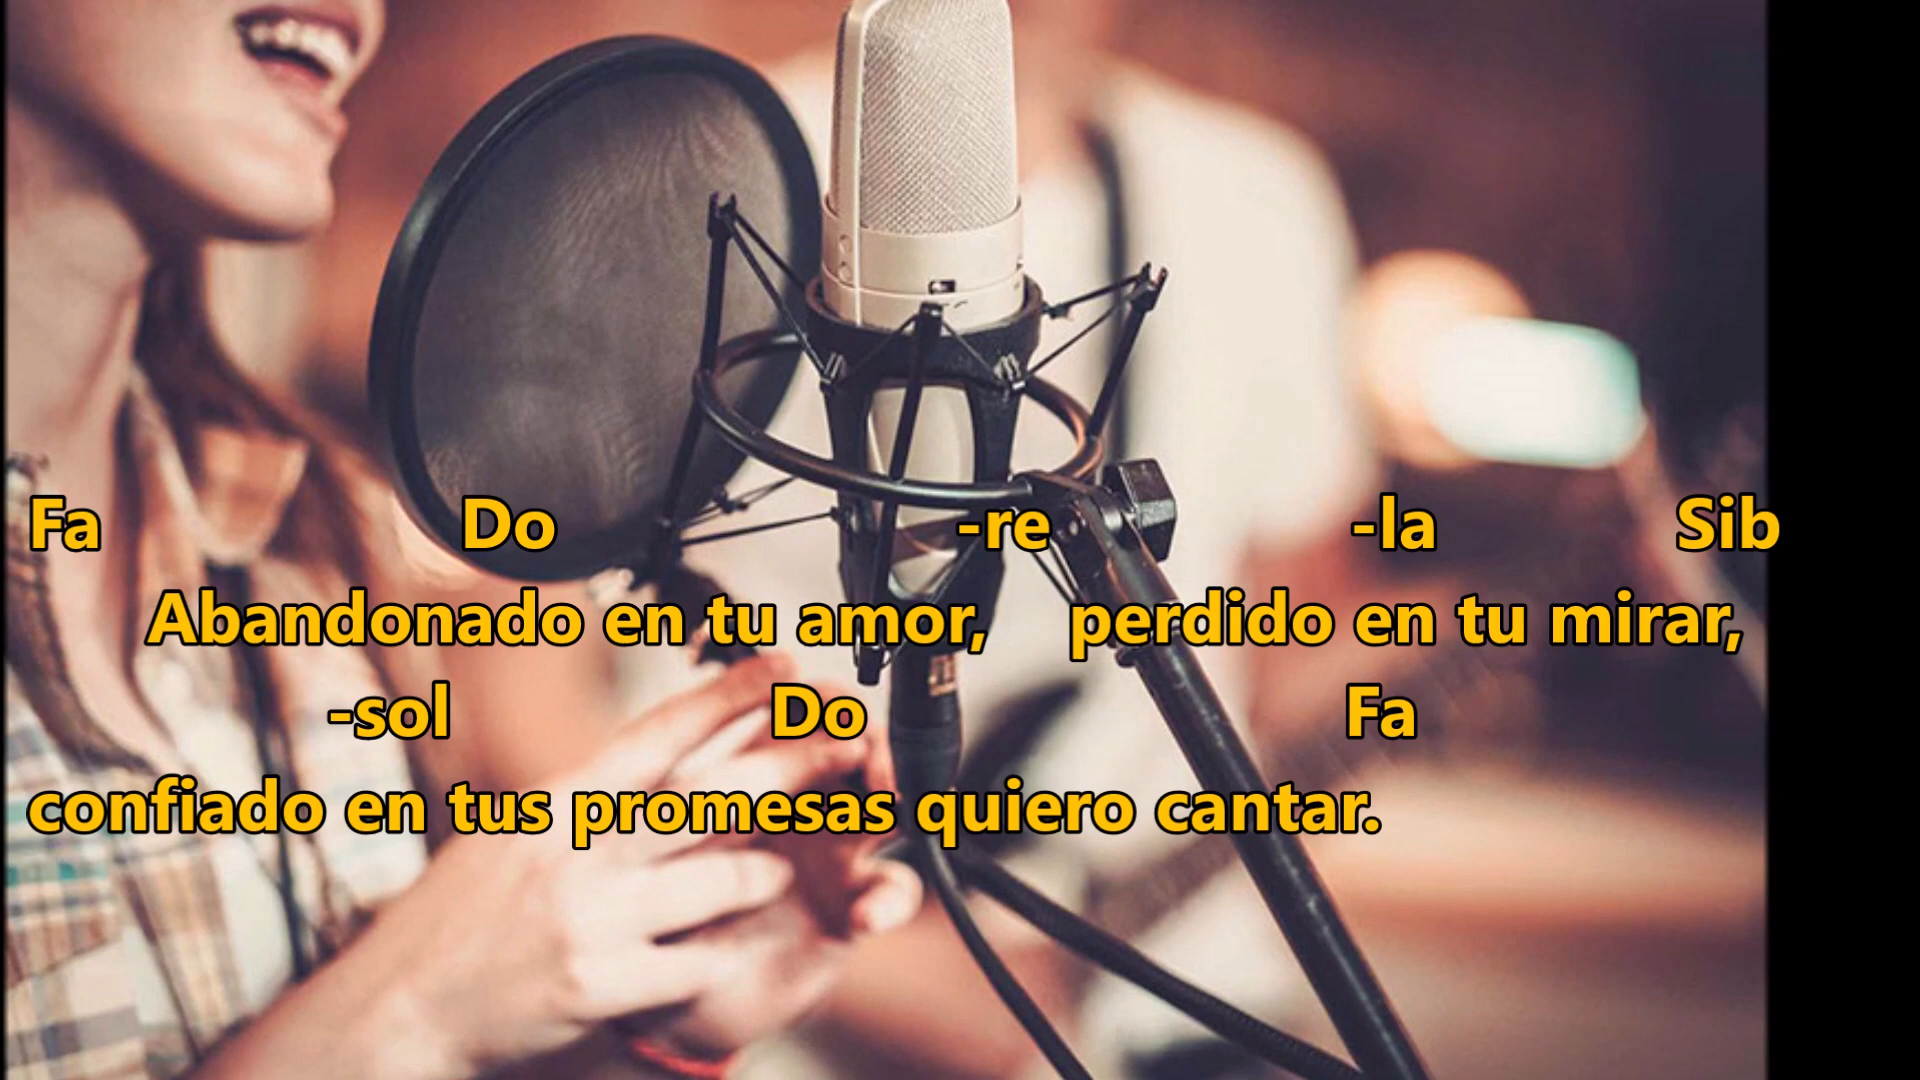 Fa Do -re -la Sib
Abandonado en tu amor, perdido en tu mirar,
-sol Do Fa
confiado en tus promesas quiero cantar.